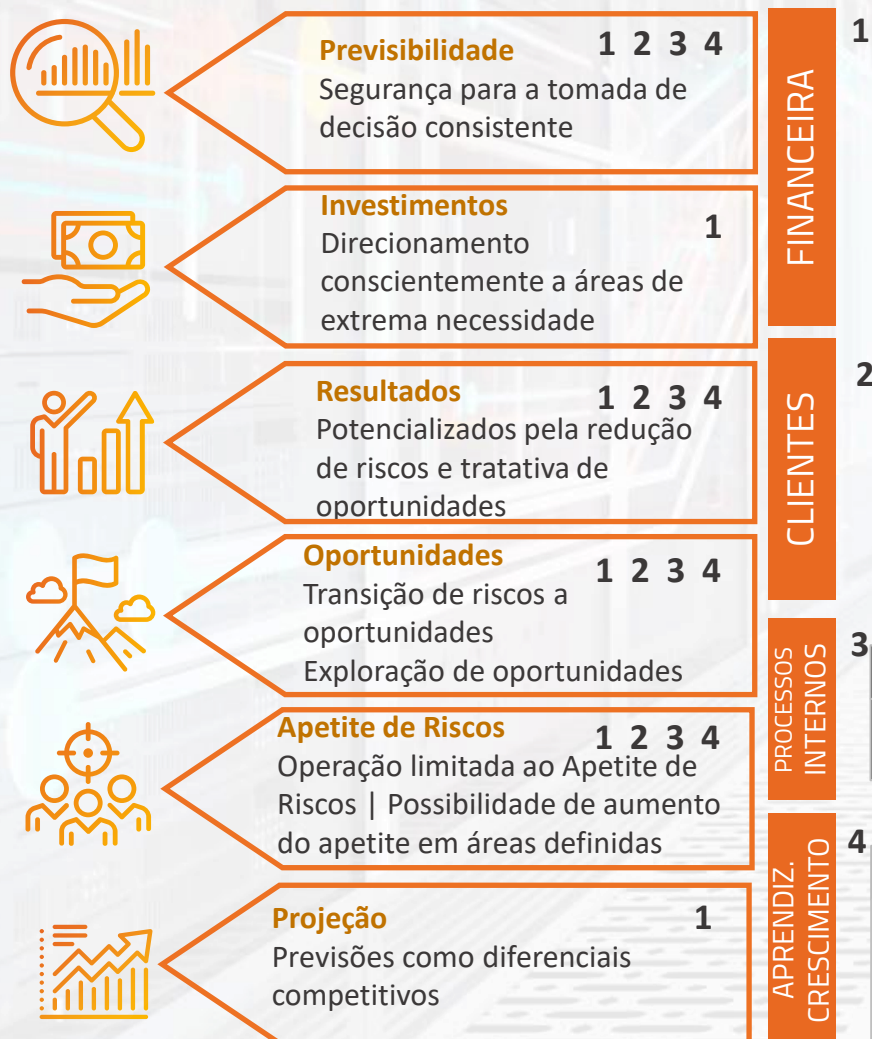 Previsibilidade 1 2 3 4
Segurança para a tomada de
decisão consistente
Investimentos
1
Direcionamento
conscientemente a áreas de
extrema necessidade
Resultados 1 2 3 4
Potencializados pela redução
de riscos e tratativa de
oportunidades
Oportunidades
1 2 3 4
Transição de riscos a
oportunidades
Exploração de oportunidades
Apetite de Riscos 1 2 3 4
Operação limitada ao Apetite de
Riscos | Possibilidade de aumento
do apetite em áreas definidas
Projeção 1
Previsões como diferenciais
competitivos
FINANCEIRA
1
CLIENTES
2
PROCESSOS
INTERNOS
3
APRENDIZ.
CRESCIMENTO
4